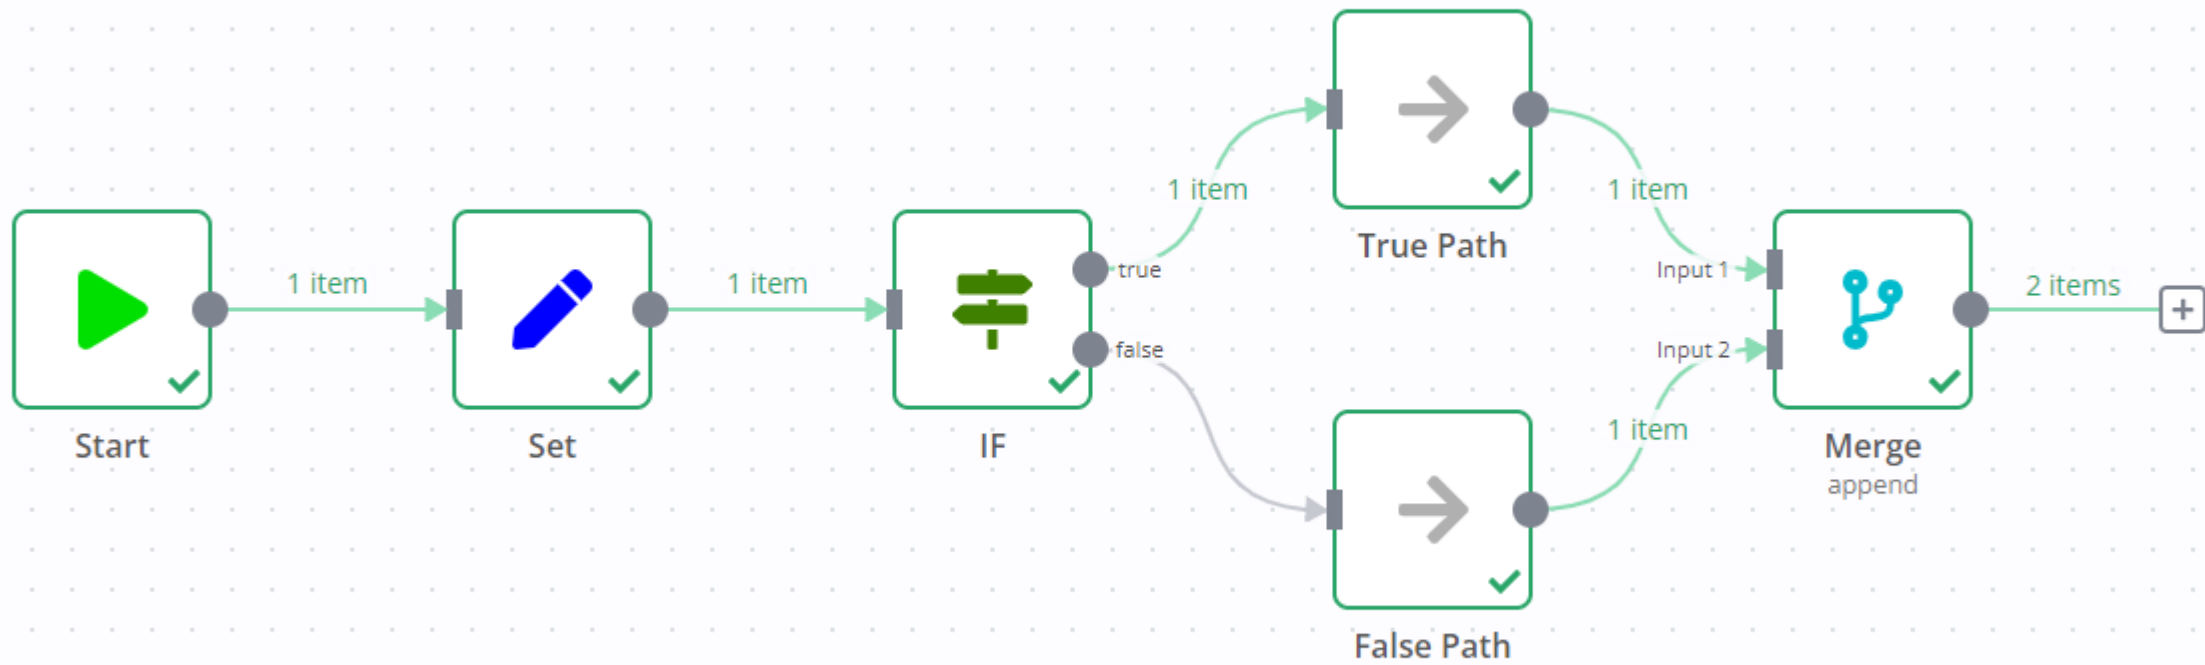 1 item
1 item
1 item
1 item
true
false
Input 1
Input 2
2 items
1 item
Start
Set
IF
True Path
False Path
Merge
append